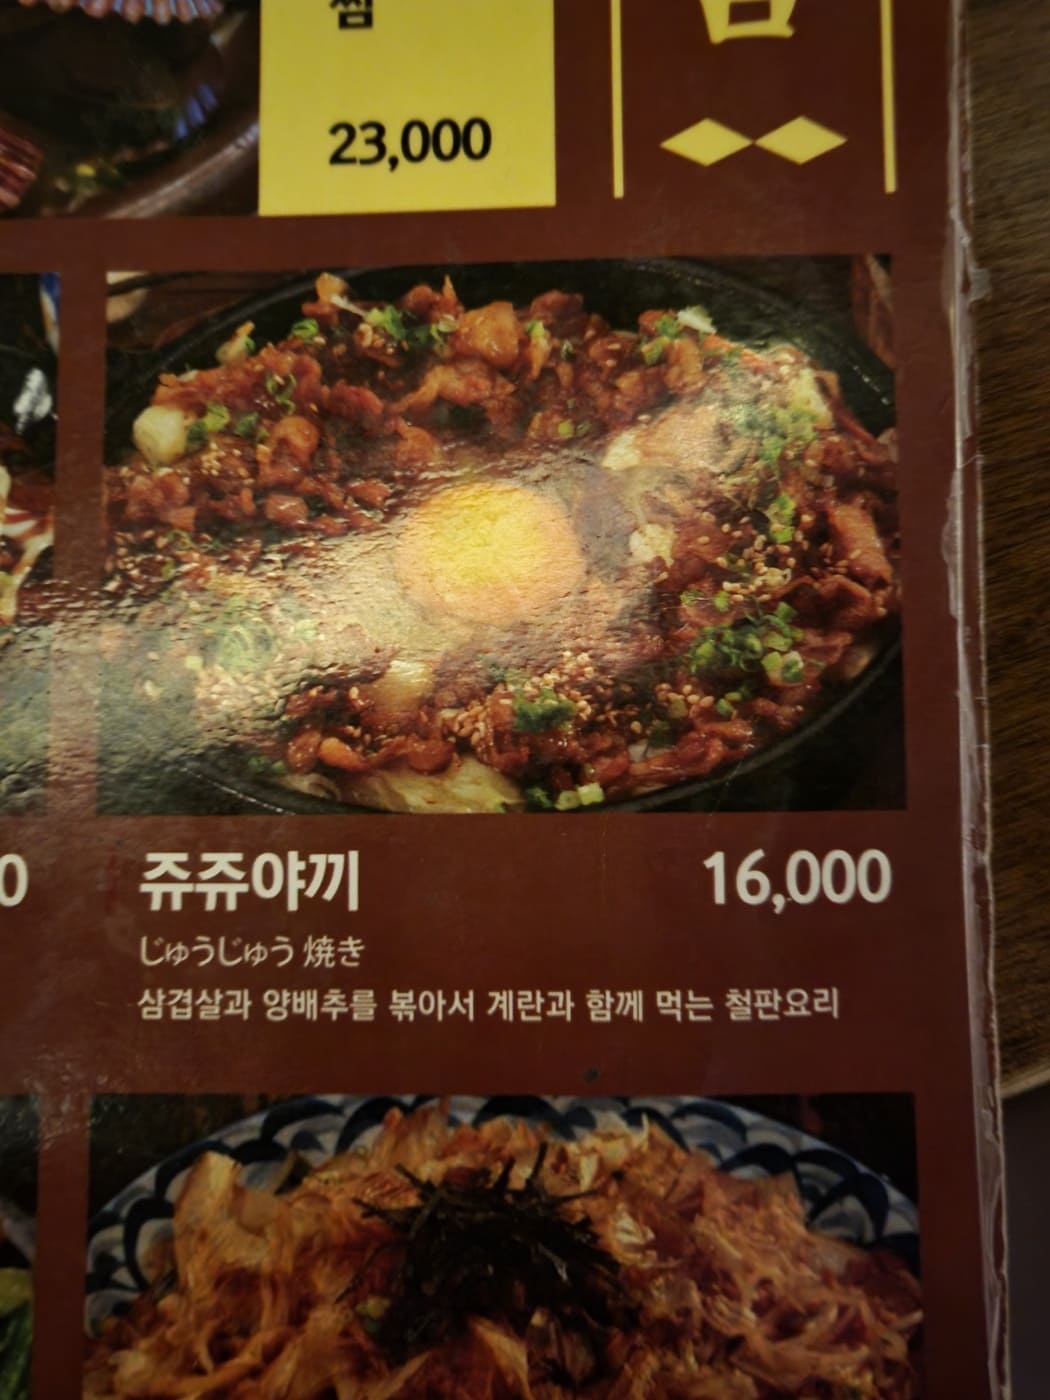 23,000
쥬쥬야끼 16,000
じゅうじゅう 焼き
삼겹살과 양배추를 볶아서 계란과 함께 먹는 철판요리